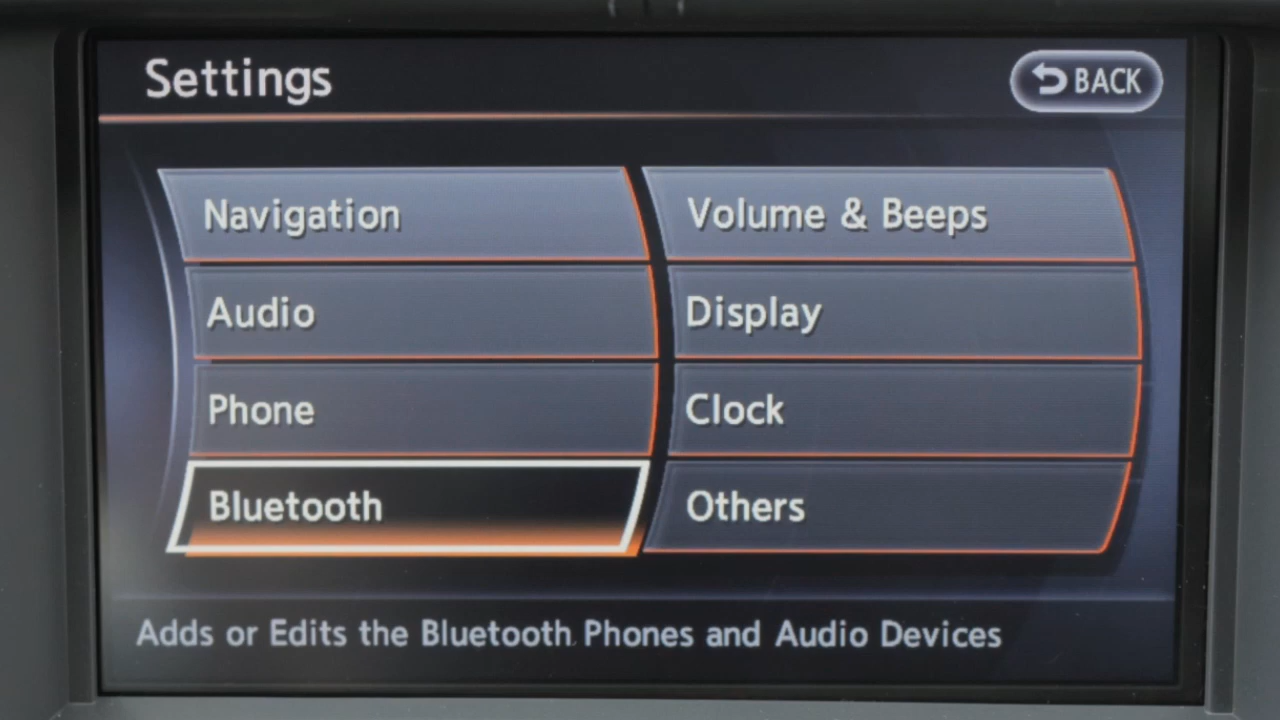 Settings
BACK
Navigation
Volume & Beeps
Audio
Display
Phone
Clock
Bluetooth
Others
Adds or Edits the Bluetooth Phones and Audio Devices